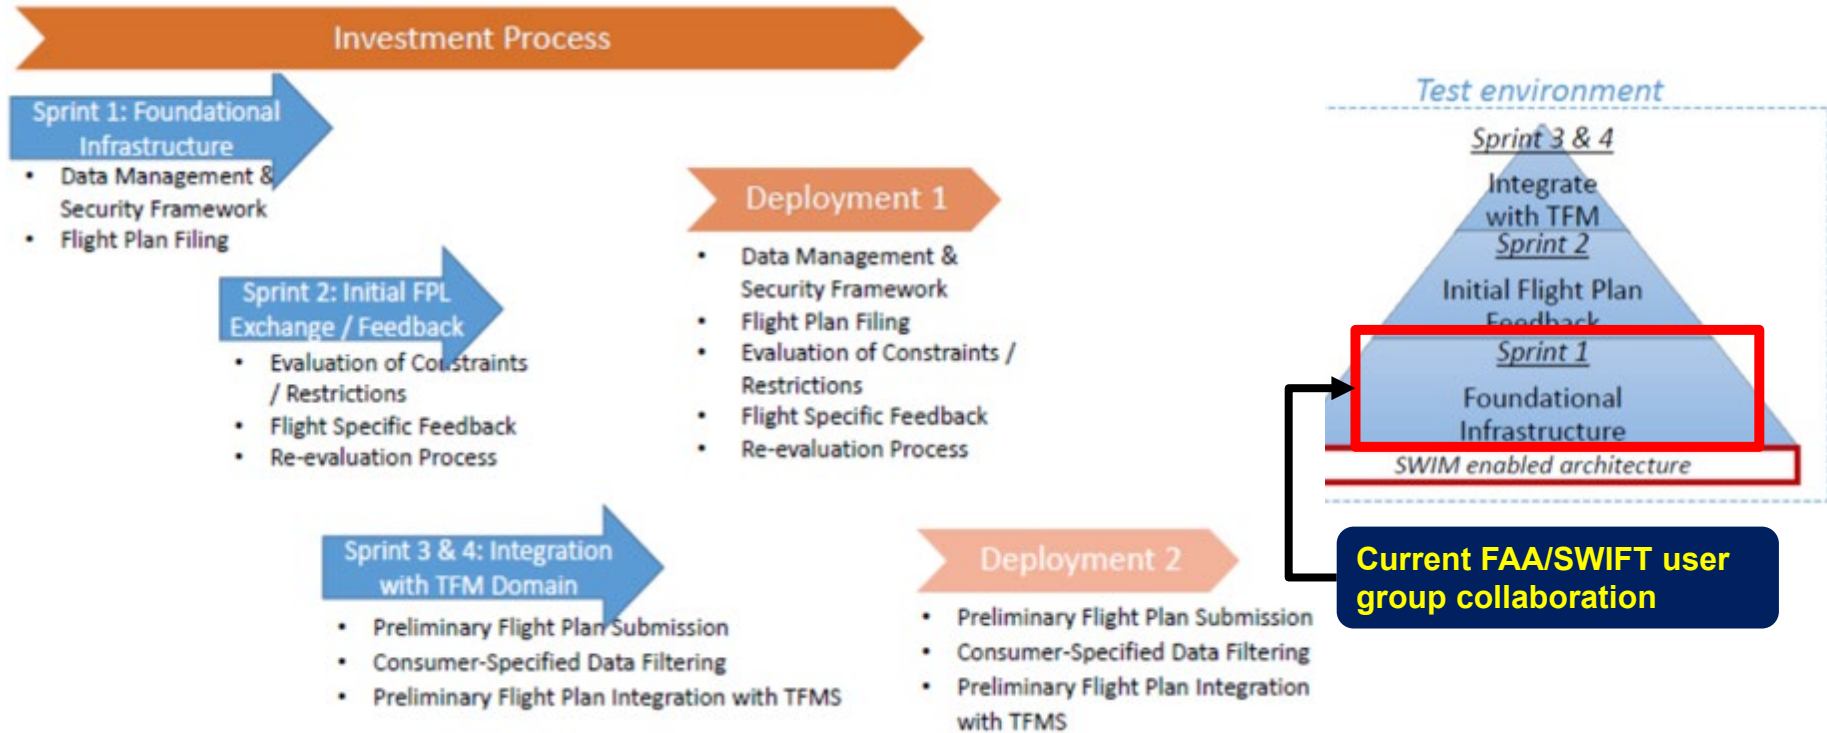 Investment Process
Sprint 1: Foundational
Infrastructure
• Data Management &
Security Framework
• Flight Plan Filing
Sprint 2: Initial FPL
Exchange / Feedback
• Evaluation of Constraints
/ Restrictions
• Flight Specific Feedback
• Re-evaluation Process
Sprint 3 & 4: Integration
with TFM Domain
• Preliminary Flight Plan Submission
• Consumer-Specified Data Filtering
• Preliminary Flight Plan Integration with TFMS
Deployment 1
• Data Management &
Security Framework
• Flight Plan Filing
• Evaluation of Constraints /
Restrictions
• Flight Specific Feedback
• Re-evaluation Process
Deployment 2
• Preliminary Flight Plan Submission
• Consumer-Specified Data Filtering
• Preliminary Flight Plan Integration
with TFMS
Test environment
Sprint 3 & 4
Integrate
with TFM
Sprint 2
Initial Flight Plan
Feedback
Sprint 1
Foundational
Infrastructure
SWIM enabled architecture
Current FAA/SWIFT user
group collaboration